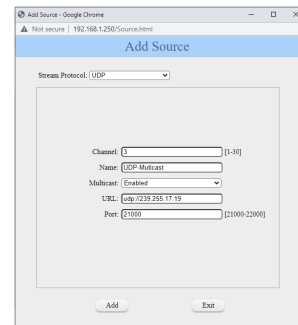 Add Source - Google Chrome
Not secure | 192.168.1.250/Source.html
Add Source
Stream Protocol: UDP
Channel: 3 [1-30]
Name: UDP-Muticast
Multicast: Enabled
URL: udp://239.255.17.19
Port: 21000 [21000-22000]
Add Exit